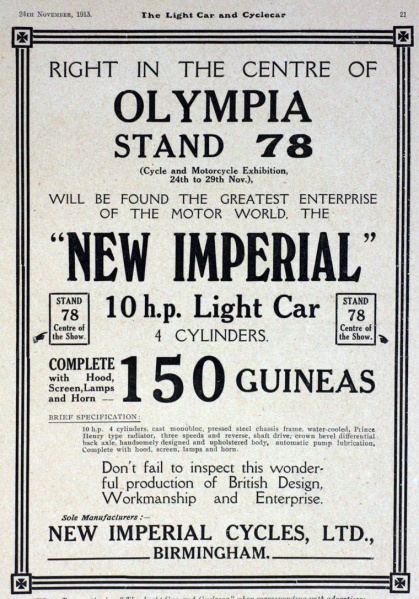 24TH NOVEMBER, 1913. The Light Car and Cyclecar 21
RIGHT IN THE CENTRE OF
OLYMPIA
STAND 78
(Cycle and Motorcycle Exhibition,
24th to 29th Nov.),
WILL BE FOUND THE GREATEST ENTERPRISE
OF THE MOTOR WORLD. THE
"NEW IMPERIAL"
STAND
78
Centre of
the Show.
10 h.p. Light Car
4 CYLINDERS.
STAND
78
Centre of
the Show.
COMPLETE
with Hood,
Screen, Lamps
and Horn —
150 GUINEAS
BRIEF SPECIFICATION:
10 h.p. 4 cylinders, cast monobloc, pressed steel chassis frame, water-cooled, Prince
Henry type radiator, three speeds and reverse, shaft drive, crown bevel differential
back axle, handsomely designed and upholstered body, automatic pump lubrication,
Complete with hood, screen, lamps and horn.
Don't fail to inspect this wonder-
ful production of British Design,
Workmanship and Enterprise.
Sole Manufacturers :—
NEW IMPERIAL CYCLES, LTD.,
BIRMINGHAM.